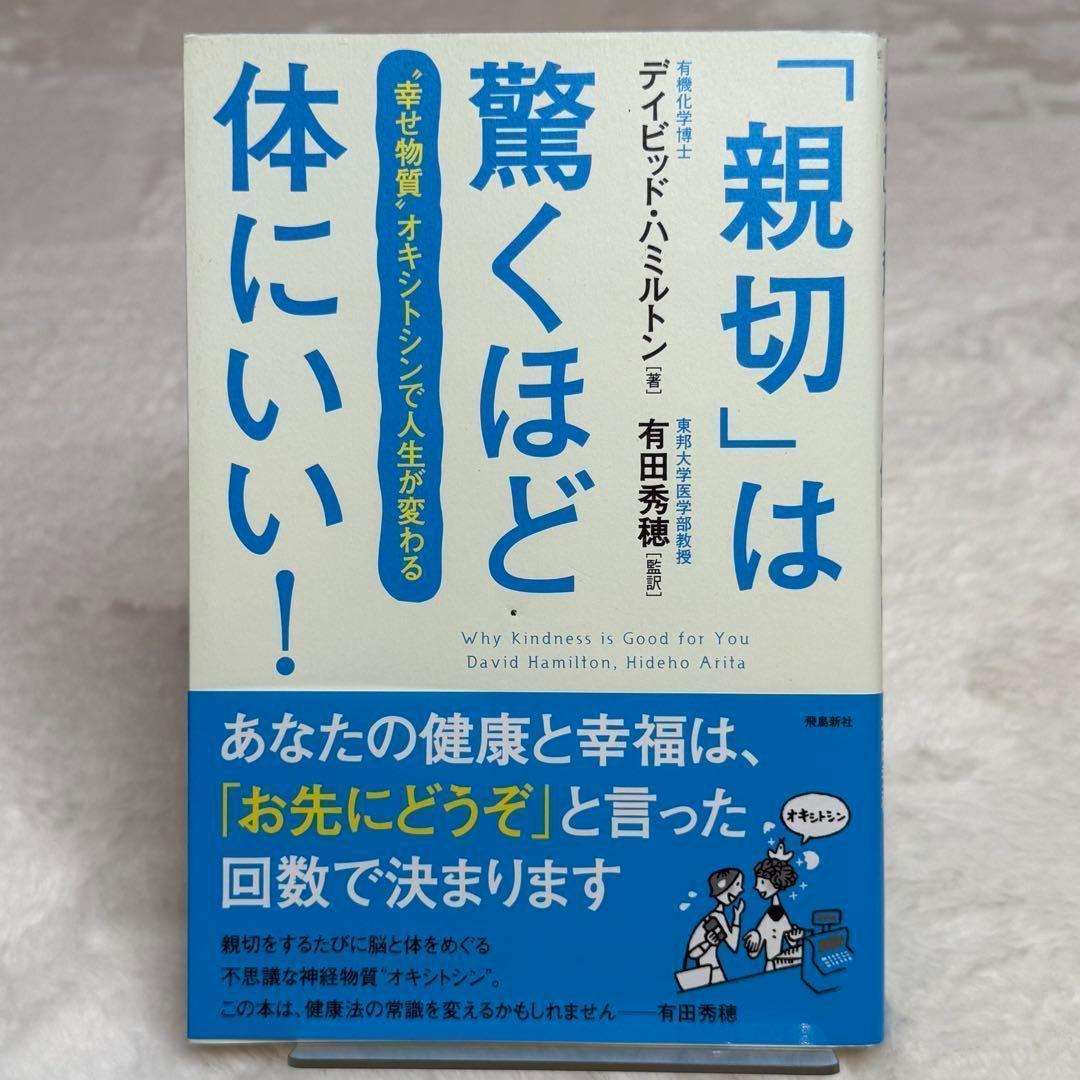 「親切」は
有機化学博士
デイビッド・ハミルトン[著]
東邦大学医学部教授
有田秀穂[監訳]
驚くほど
“幸せ物質”オキシトシンで人生が変わる
体にいい!
Why Kindness is Good for You
David Hamilton, Hideho Arita
飛鳥新社
あなたの健康と幸福は、
「お先にどうぞ」と言った
回数で決まります
オキシトシン
親切をするたびに脳と体をめぐる
不思議な神経物質“オキシトシン”。
この本は、健康法の常識を変えるかもしれません——有田秀穂